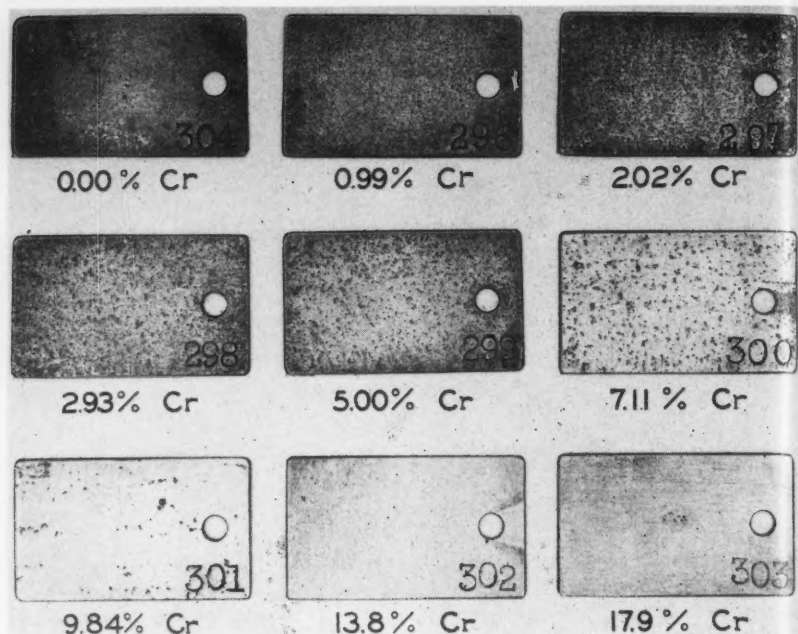 304 298 297
0.00% Cr 0.99% Cr 2.02% Cr
298 299 300
2.93% Cr 5.00% Cr 7.11 % Cr
301 302 303
9.84% Cr 13.8% Cr 17.9 % Cr